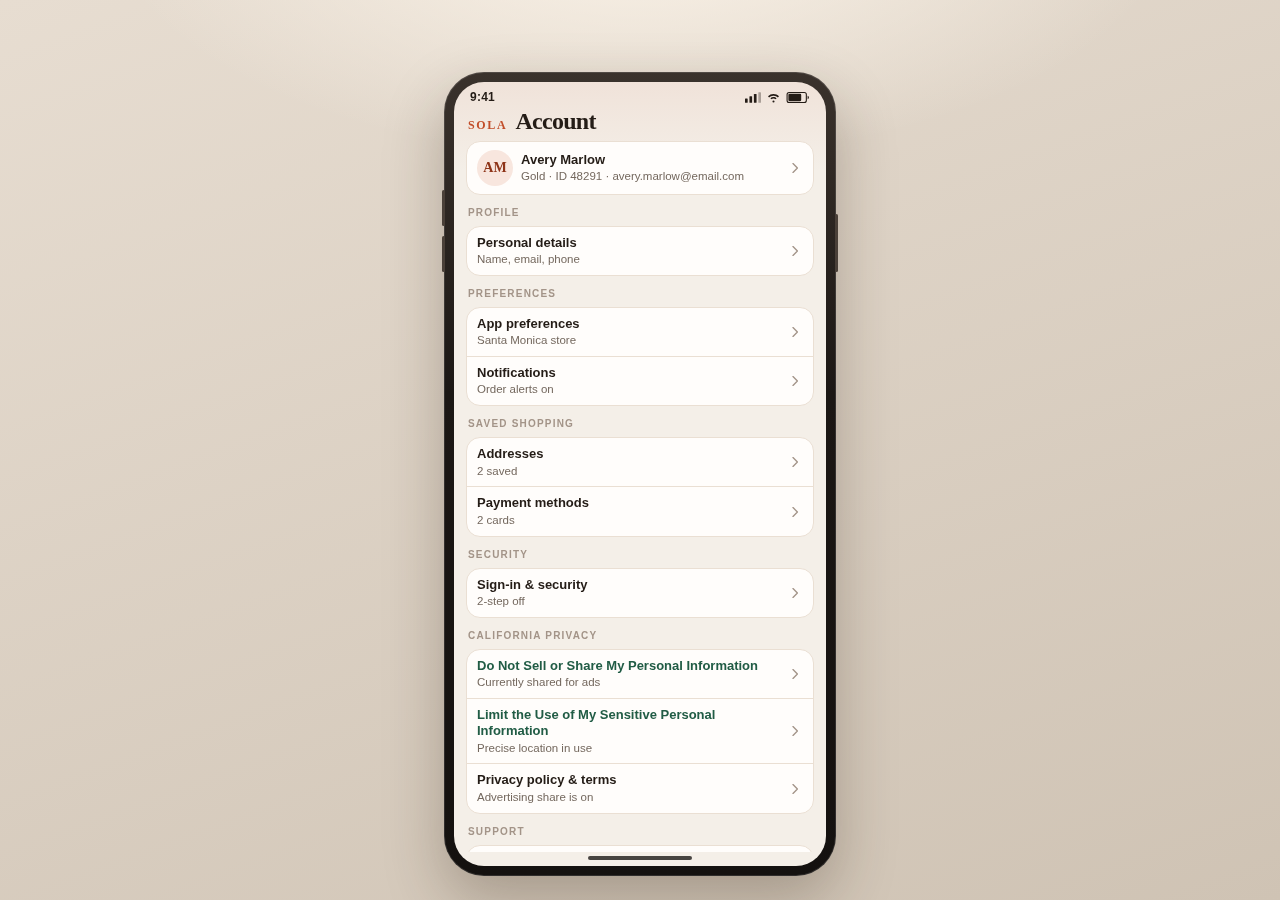 9:41
SOLA Account
AM
Avery Marlow
Gold · ID 48291 · avery.marlow@email.com
PROFILE
Personal details
Name, email, phone
PREFERENCES
App preferences
Santa Monica store
Notifications
Order alerts on
SAVED SHOPPING
Addresses
2 saved
Payment methods
2 cards
SECURITY
Sign-in & security
2-step off
CALIFORNIA PRIVACY
Do Not Sell or Share My Personal Information
Currently shared for ads
Limit the Use of My Sensitive Personal
Information
Precise location in use
Privacy policy & terms
Advertising share is on
SUPPORT